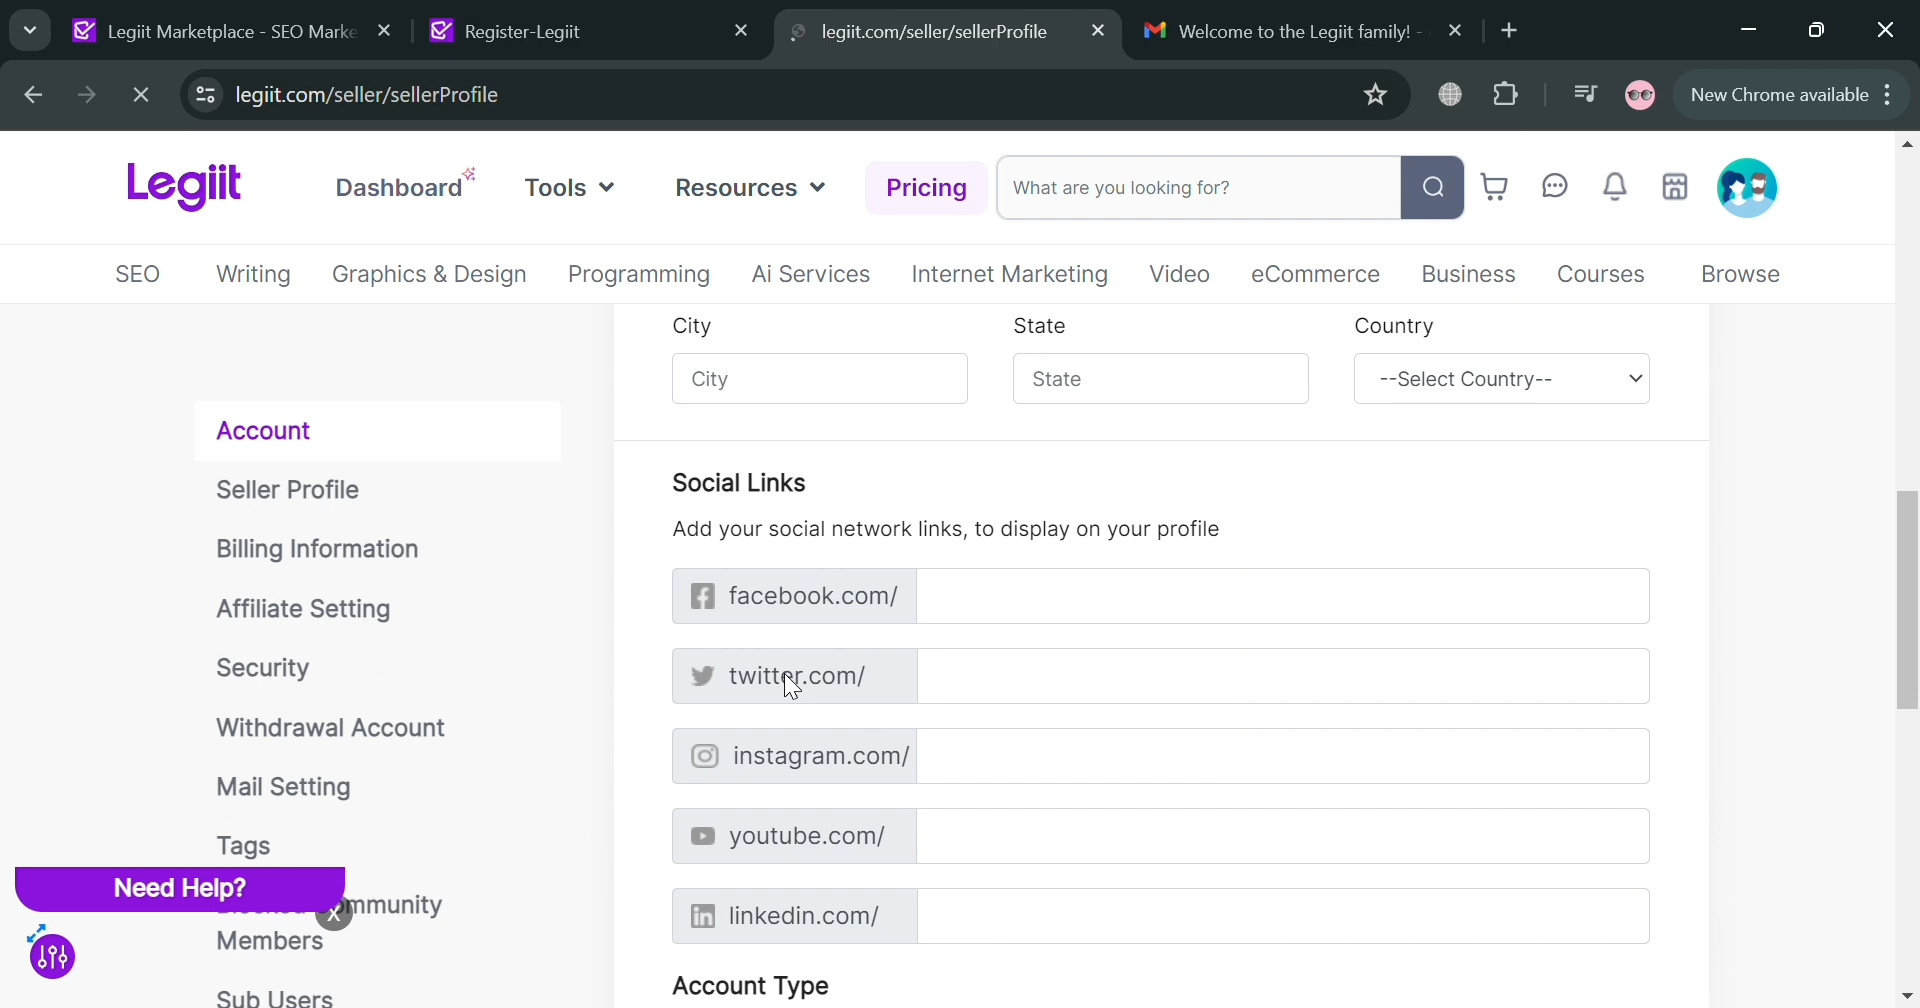 Legiit Marketplace - SEO Marke
Register-Legiit
legiit.com/seller/sellerProfile
Welcome to the Legiit family! -
legiit.com/seller/sellerProfile
New Chrome available
Legiit
Dashboard
Tools
Resources
Pricing
What are you looking for?
SEO
Writing
Graphics & Design
Programming
Ai Services
Internet Marketing
Video
eCommerce
Business
Courses
Browse
Account
Seller Profile
Billing Information
Affiliate Setting
Security
Withdrawal Account
Mail Setting
Tags
Need Help?
x
Members
Sub Users
City
State
Country
City
State
--Select Country--
Social Links
Add your social network links, to display on your profile
facebook.com/
twitter.com/
instagram.com/
youtube.com/
linkedin.com/
Account Type